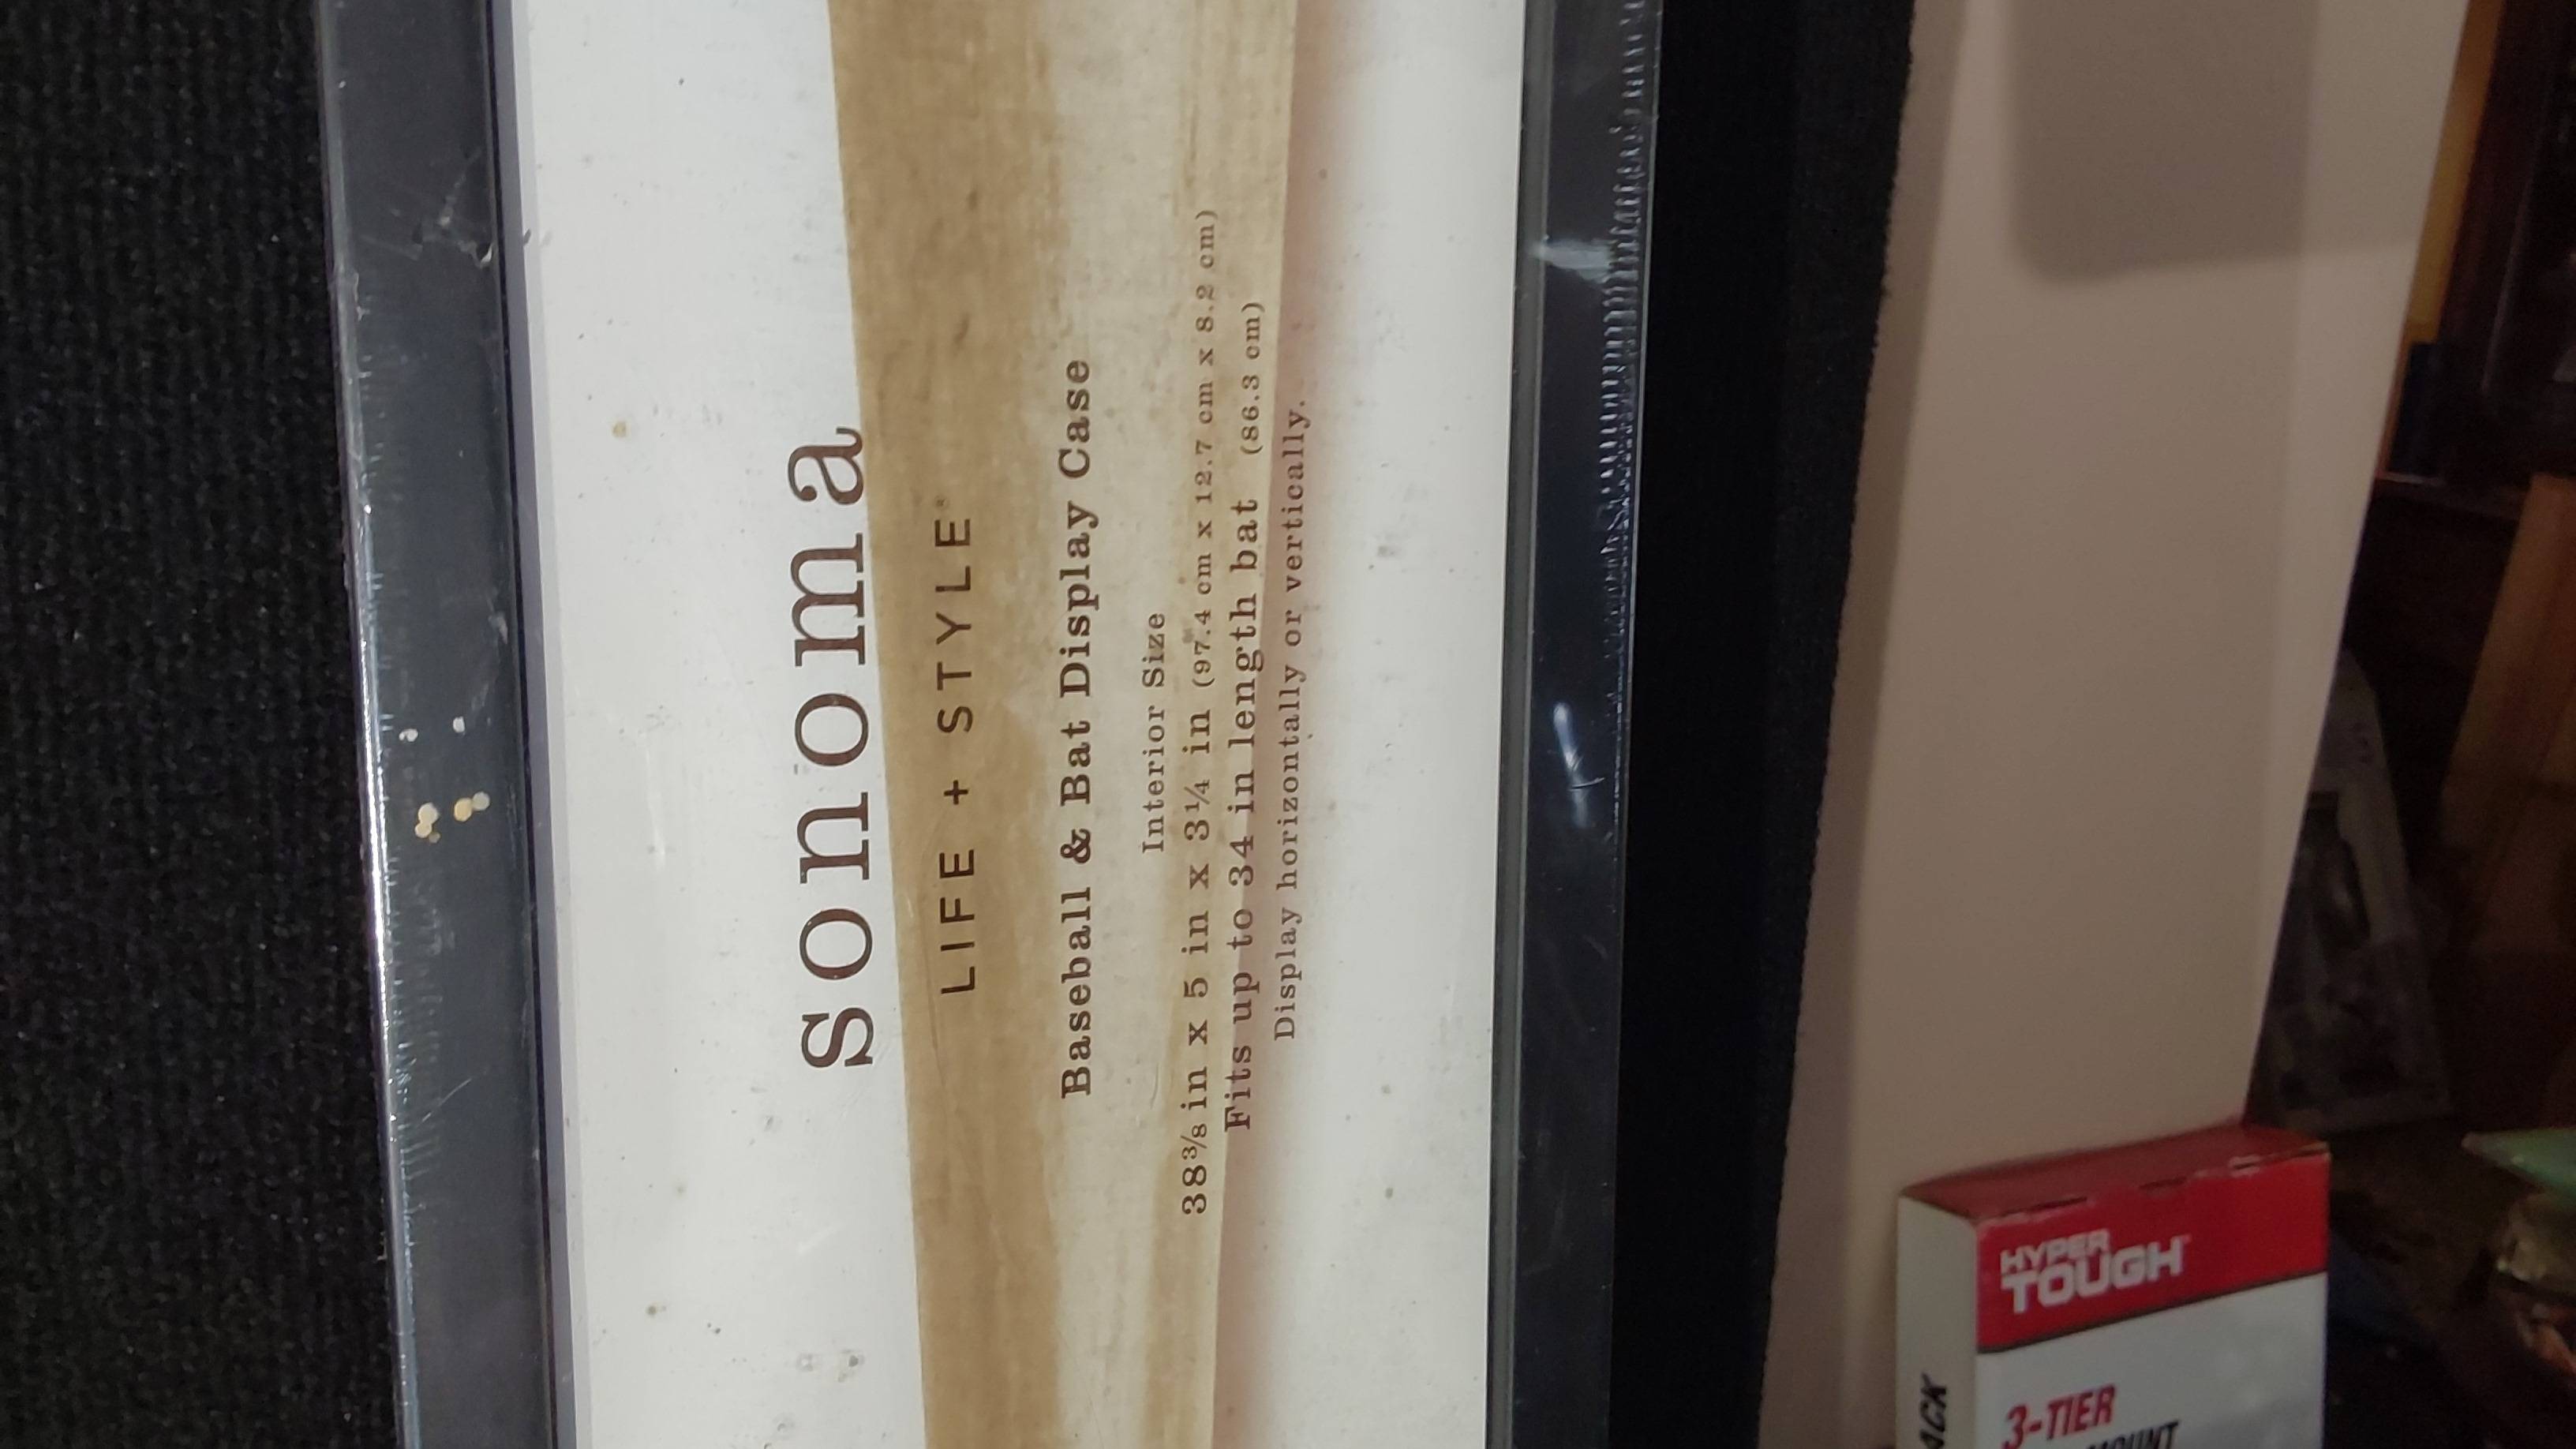 sonoma
LIFE + STYLE®
Baseball & Bat Display Case
Interior Size
38⅜ in x 5 in x 3¼ in (97.4 cm x 12.7 cm x 8.2 cm)
Fits up to 34 in length bat (86.3 cm)
Display horizontally or vertically.
HYPER
TOUGH
3-TIER